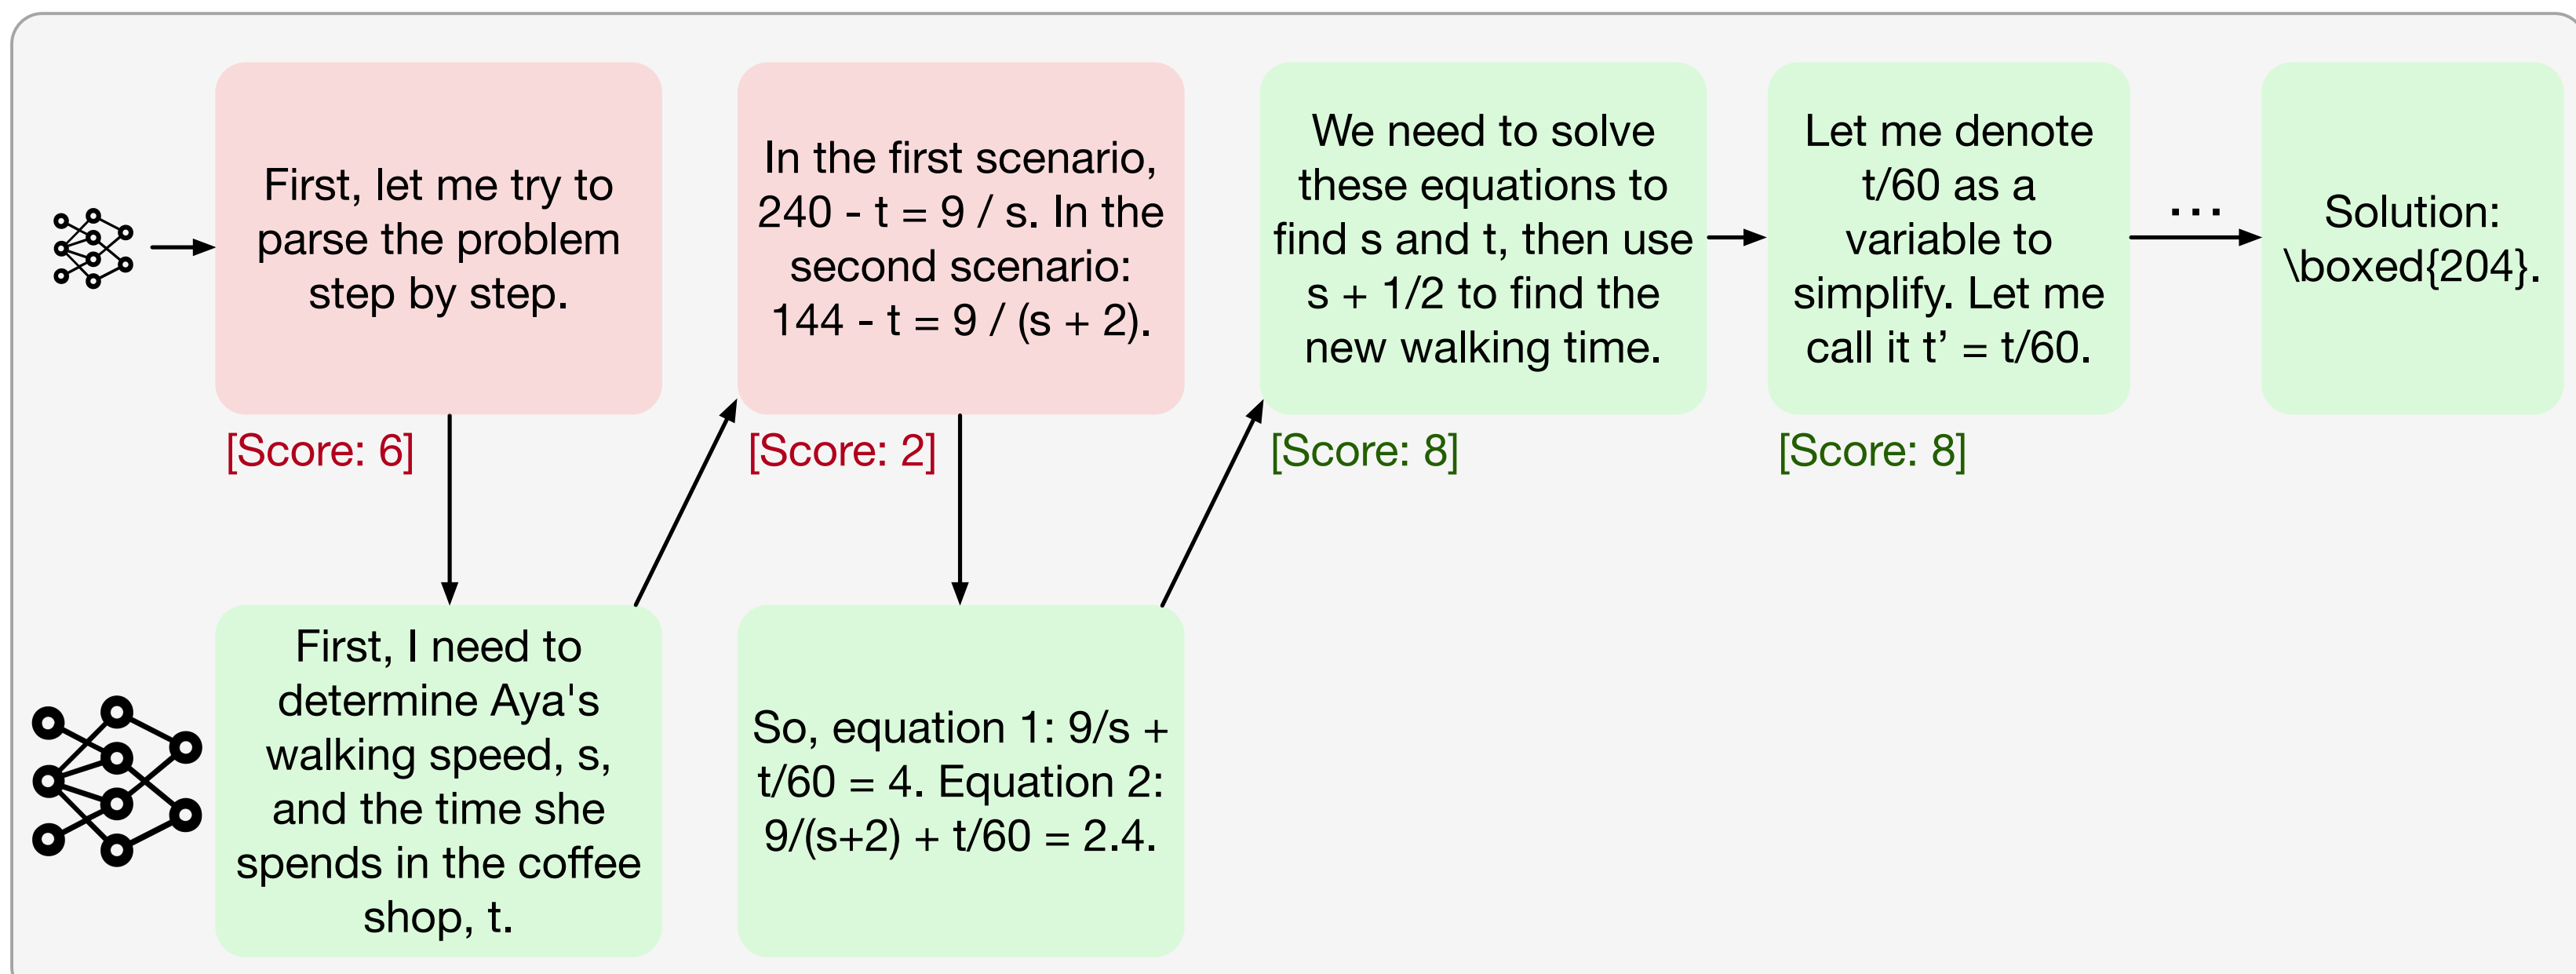 First, let me try to
parse the problem
step by step.
[Score: 6]
First, I need to
determine Aya's
walking speed, s,
and the time she
spends in the coffee
shop, t.
In the first scenario,
240 - t = 9 / s. In the
second scenario:
144 - t = 9 / (s + 2).
[Score: 2]
So, equation 1: 9/s +
t/60 = 4. Equation 2:
9/(s+2) + t/60 = 2.4.
We need to solve
these equations to
find s and t, then use
s + 1/2 to find the
new walking time.
[Score: 8]
Let me denote
t/60 as a
variable to
simplify. Let me
call it t’ = t/60.
[Score: 8]
...
Solution:
\boxed{204}.